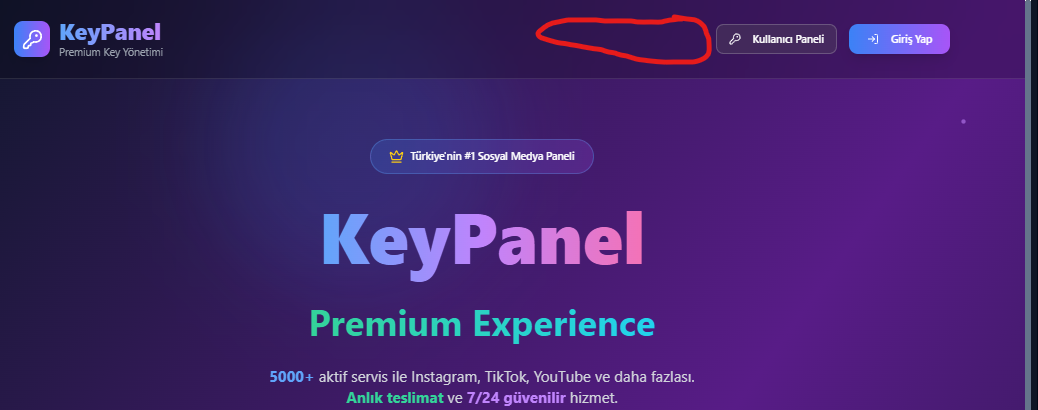 KeyPanel
Premium Key Yönetimi
Kullanıcı Paneli
Giriş Yap
Türkiye'nin #1 Sosyal Medya Paneli
KeyPanel
Premium Experience
5000+ aktif servis ile Instagram, TikTok, YouTube ve daha fazlası.
Anlık teslimat ve 7/24 güvenilir hizmet.